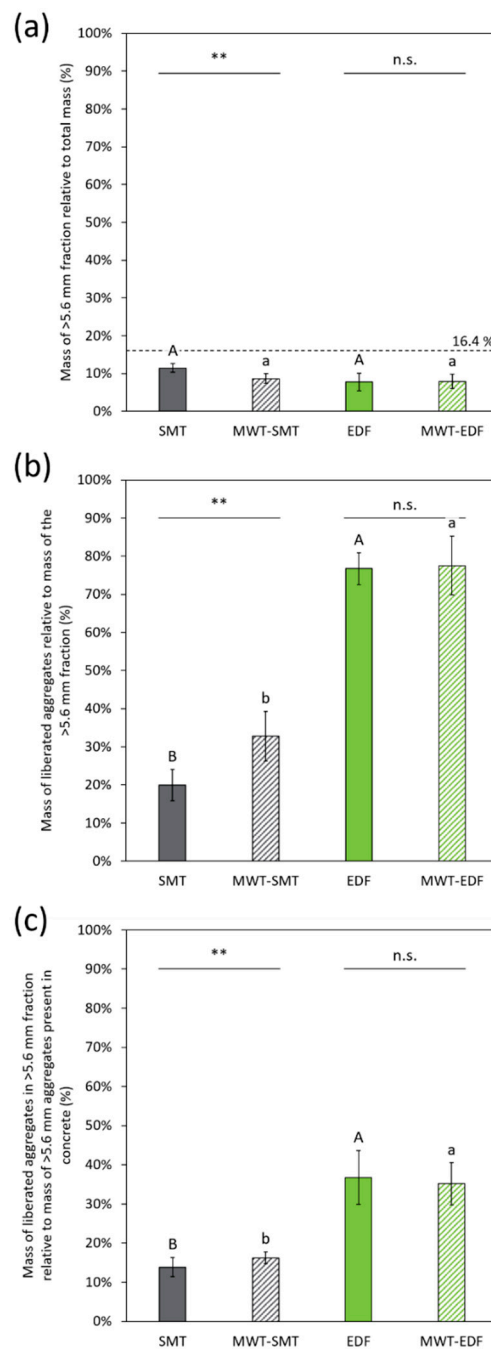 (a)
Mass of >5.6 mm fraction relative to total mass (%)
100%
90%
80%
70%
60%
50%
40%
30%
20%
10%
0%
**
n.s.
16.4 %
A
a
A
a
SMT
MWT-SMT
EDF
MWT-EDF
(b)
Mass of liberated aggregates relative to mass of the
>5.6 mm fraction (%)
100%
90%
80%
70%
60%
50%
40%
30%
20%
10%
0%
**
n.s.
B
b
A
a
SMT
MWT-SMT
EDF
MWT-EDF
(c)
Mass of liberated aggregates in >5.6 mm fraction
relative to mass of >5.6 mm aggregates present in
concrete (%)
100%
90%
80%
70%
60%
50%
40%
30%
20%
10%
0%
**
n.s.
B
b
A
a
SMT
MWT-SMT
EDF
MWT-EDF